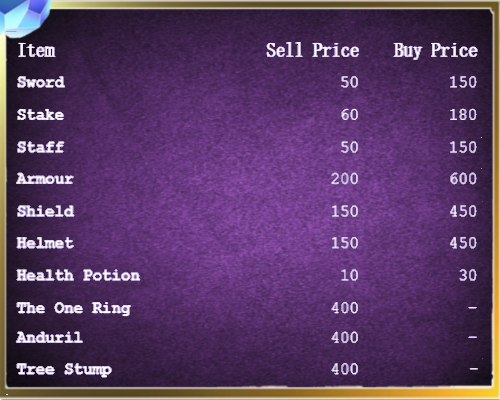 Item Sell Price Buy Price
Sword 50 150
Stake 60 180
Staff 50 150
Armour 200 600
Shield 150 450
Helmet 150 450
Health Potion 10 30
The One Ring 400 -
Anduril 400 -
Tree Stump 400 -